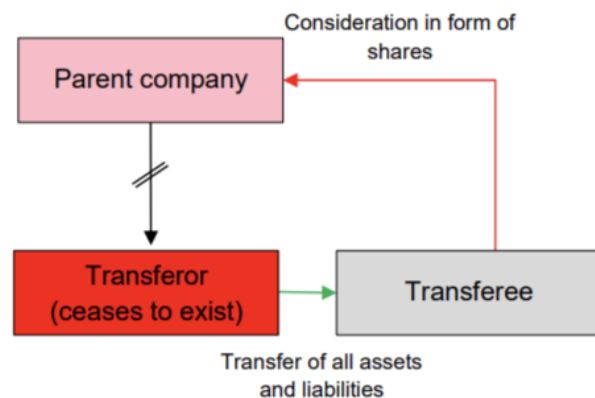 Consideration in form of
shares
Parent company
Transferor
(ceases to exist)
Transferee
Transfer of all assets
and liabilities